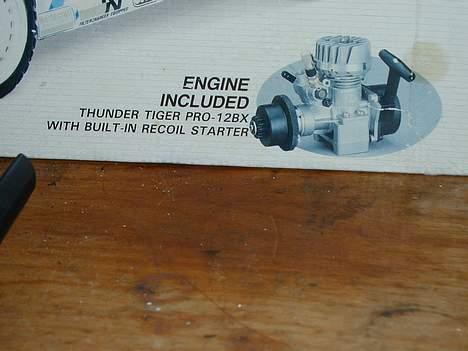 ENGINE
INCLUDED
THUNDER TIGER PRO-12BX
WITH BUILT-IN RECOIL STARTER